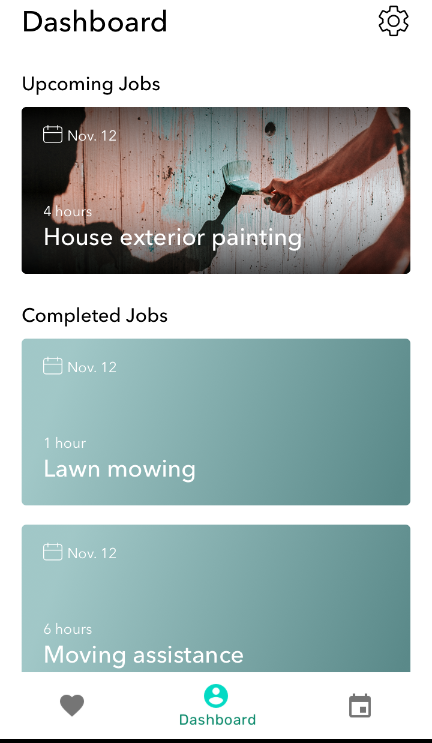 Dashboard
Upcoming Jobs
Nov. 12
4 hours
House exterior painting
Completed Jobs
Nov. 12
1 hour
Lawn mowing
Nov. 12
6 hours
Moving assistance
Dashboard